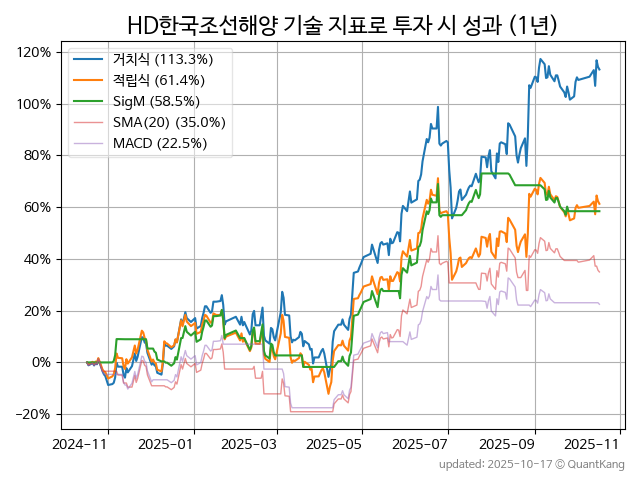 HD한국조선해양 기술 지표로 투자 시 성과 (1년)
120%
100%
80%
60%
40%
20%
0%
−20%
거치식 (113.3%)
적립식 (61.4%)
SigM (58.5%)
SMA(20) (35.0%)
MACD (22.5%)
2024-11 2025-01 2025-03 2025-05 2025-07 2025-09 2025-11
updated: 2025-10-17 © QuantKang